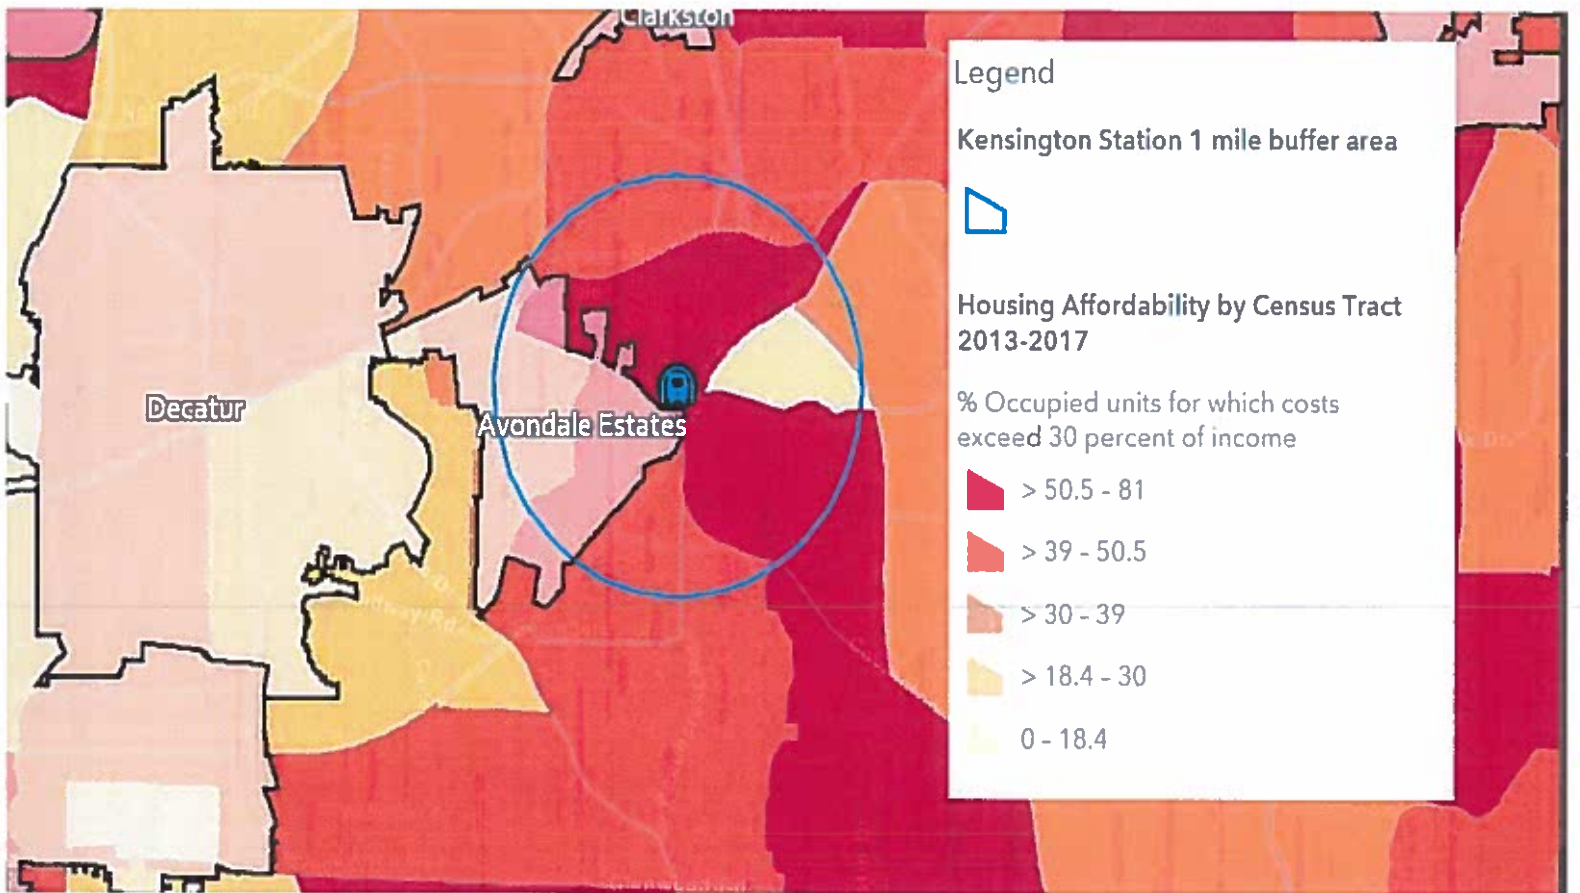 Clarkston
Legend
Kensington Station 1 mile buffer area
Housing Affordability by Census Tract
2013-2017
% Occupied units for which costs
exceed 30 percent of income
> 50.5 - 81
> 39 - 50.5
> 30 - 39
> 18.4 - 30
0 - 18.4
Decatur
Avondale Estates